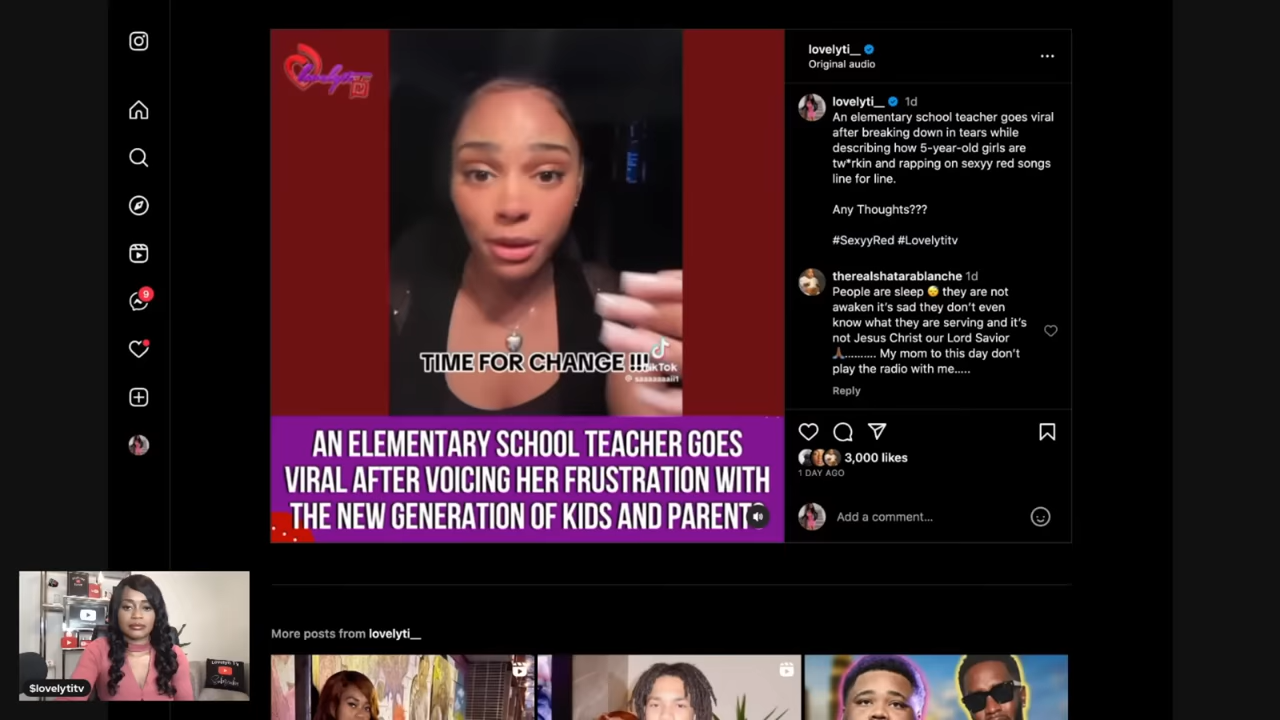 lovelyti
TIME FOR CHANGE !!!
TikTok
AN ELEMENTARY SCHOOL TEACHER GOES
VIRAL AFTER VOICING HER FRUSTRATION WITH
THE NEW GENERATION OF KIDS AND PARENTS
lovelyti__
Original audio
lovelyti__ 1d
An elementary school teacher goes viral
after breaking down in tears while
describing how 5-year-old girls are
tw*rkin and rapping on sexyy red songs
line for line.
Any Thoughts???
#SexyyRed #Lovelytitv
therealshatarablanche 1d
People are sleep 😴 they are not
awaken it's sad they don't even
know what they are serving and it's
not Jesus Christ our Lord Savior
🙏🏾.......... My mom to this day don't
play the radio with me.....
Reply
3,000 likes
1 DAY AGO
Add a comment...
9
$lovelytitv
More posts from lovelyti__